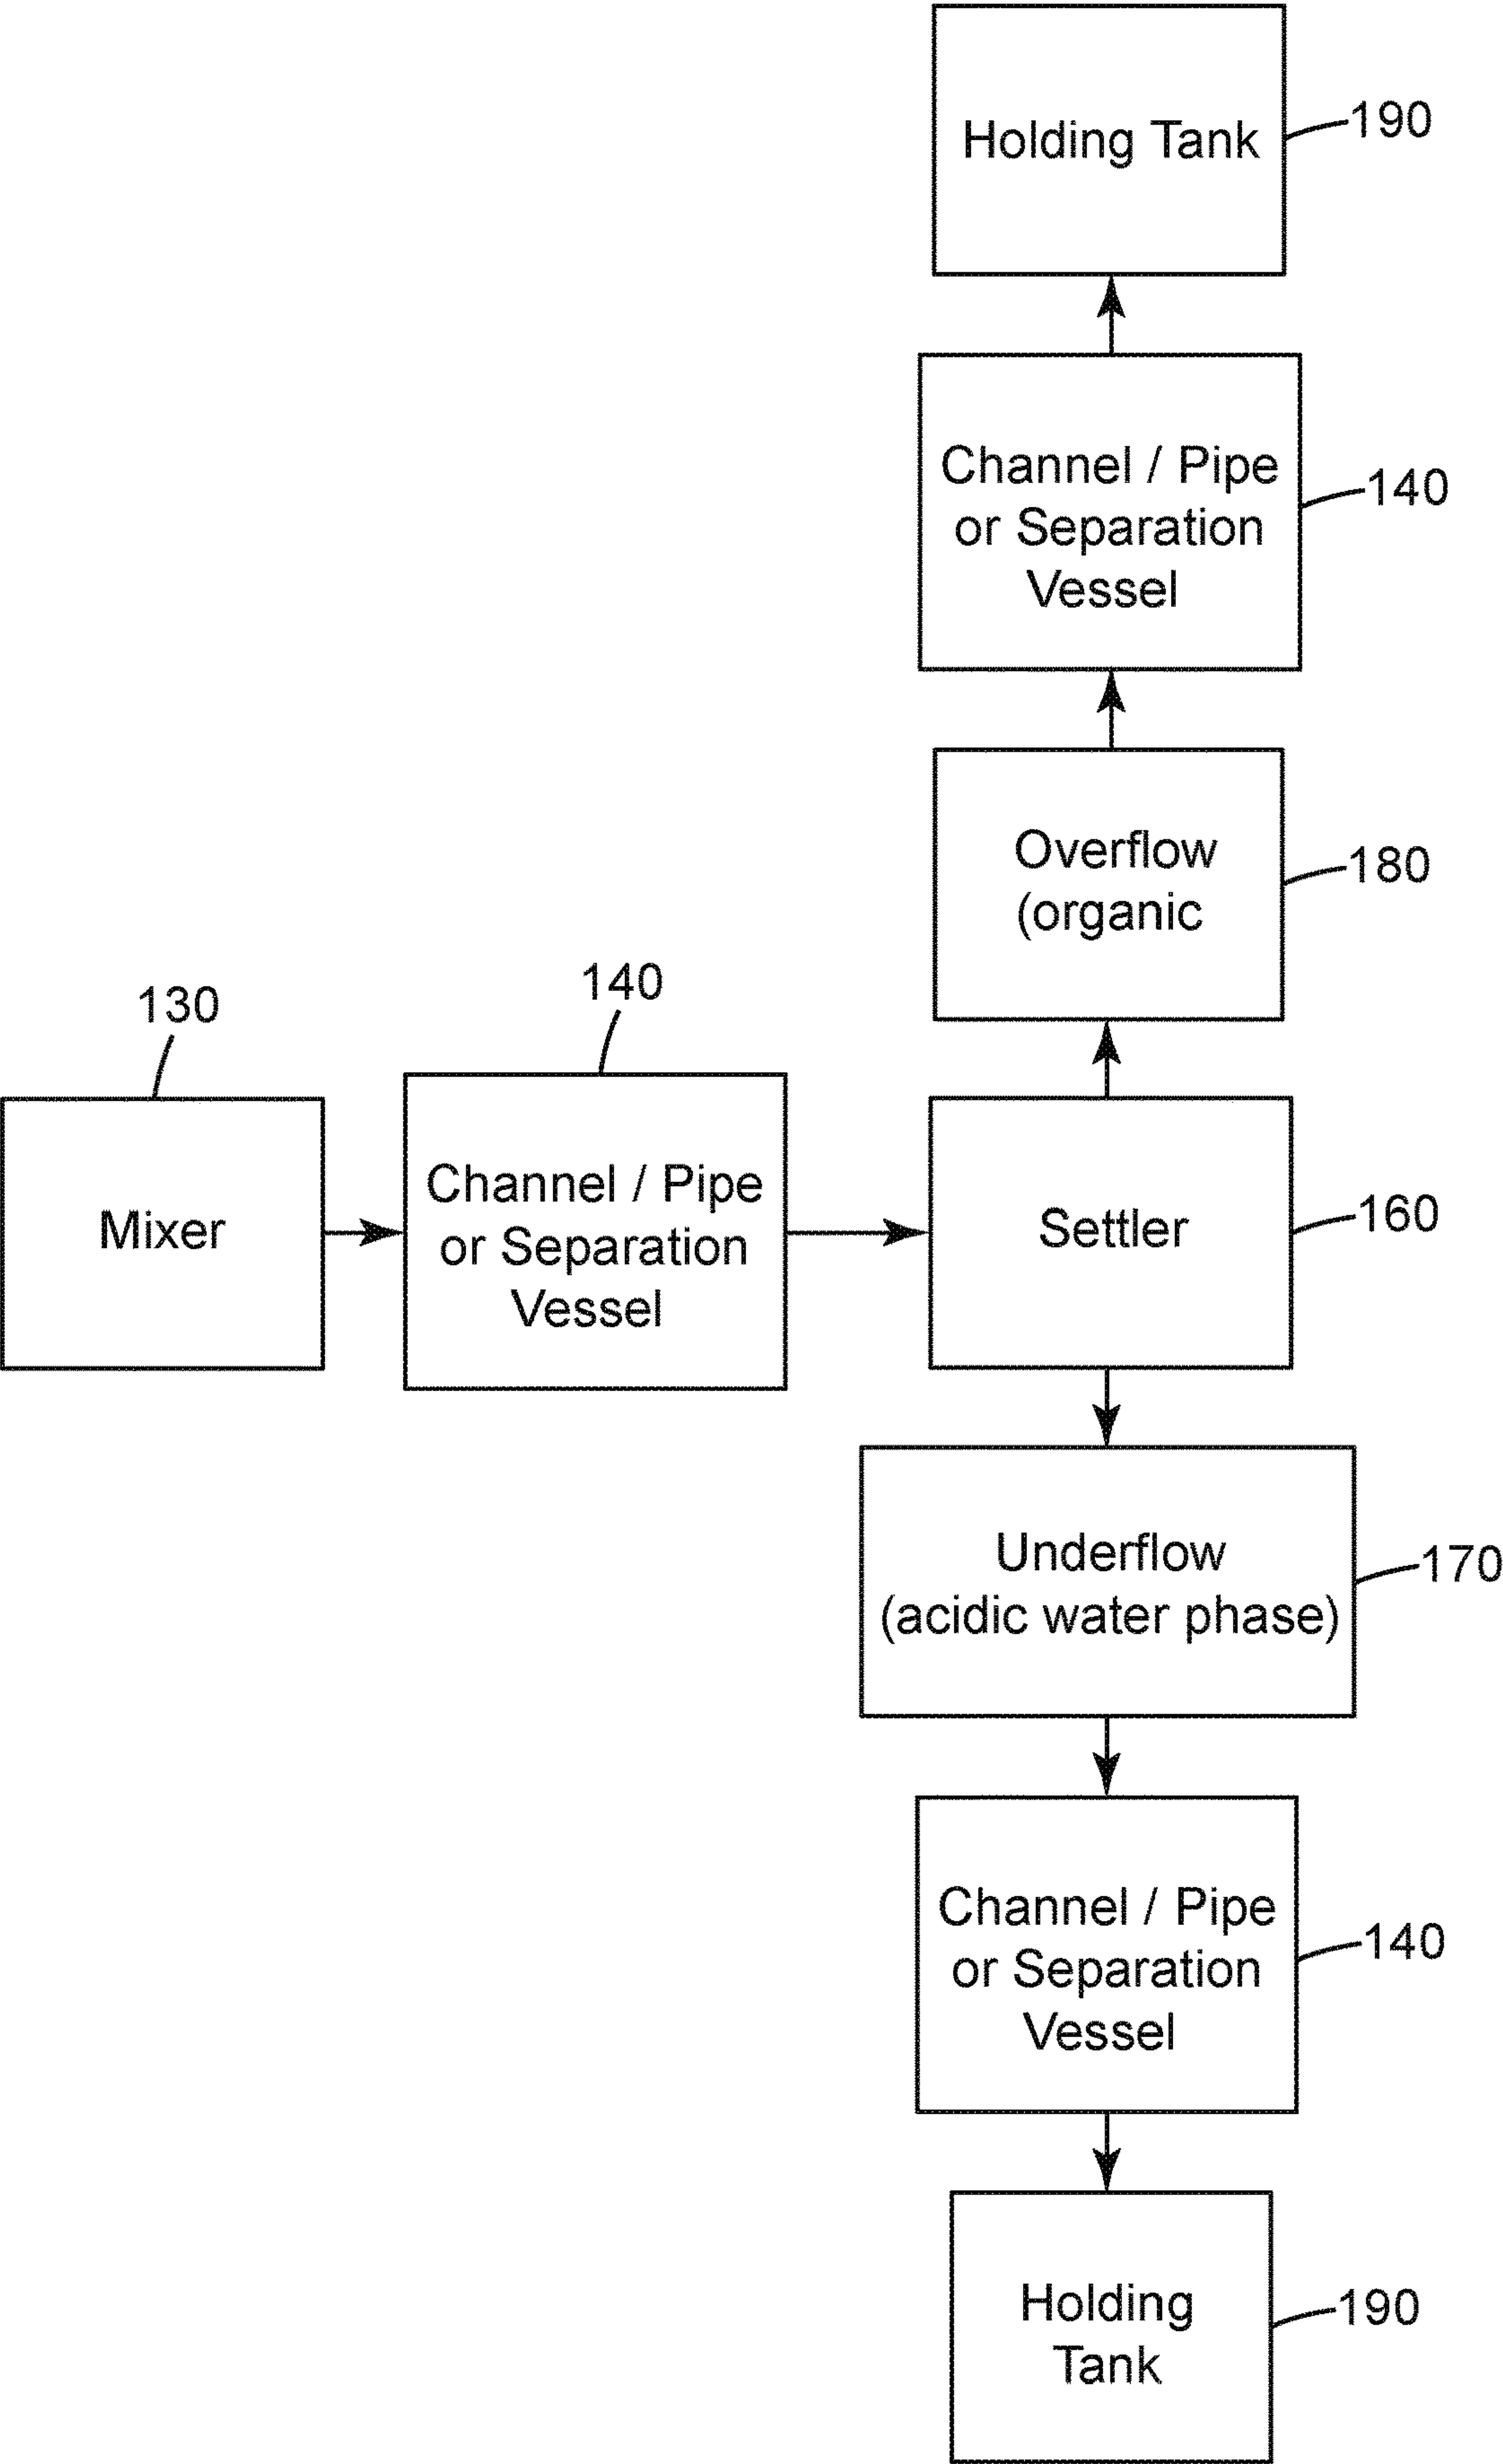 Holding Tank
190
Channel / Pipe
or Separation
Vessel
140
Overflow
(organic
180
130
Mixer
140
Channel / Pipe
or Separation
Vessel
Settler
160
Underflow
(acidic water phase)
170
Channel / Pipe
or Separation
Vessel
140
Holding
Tank
190